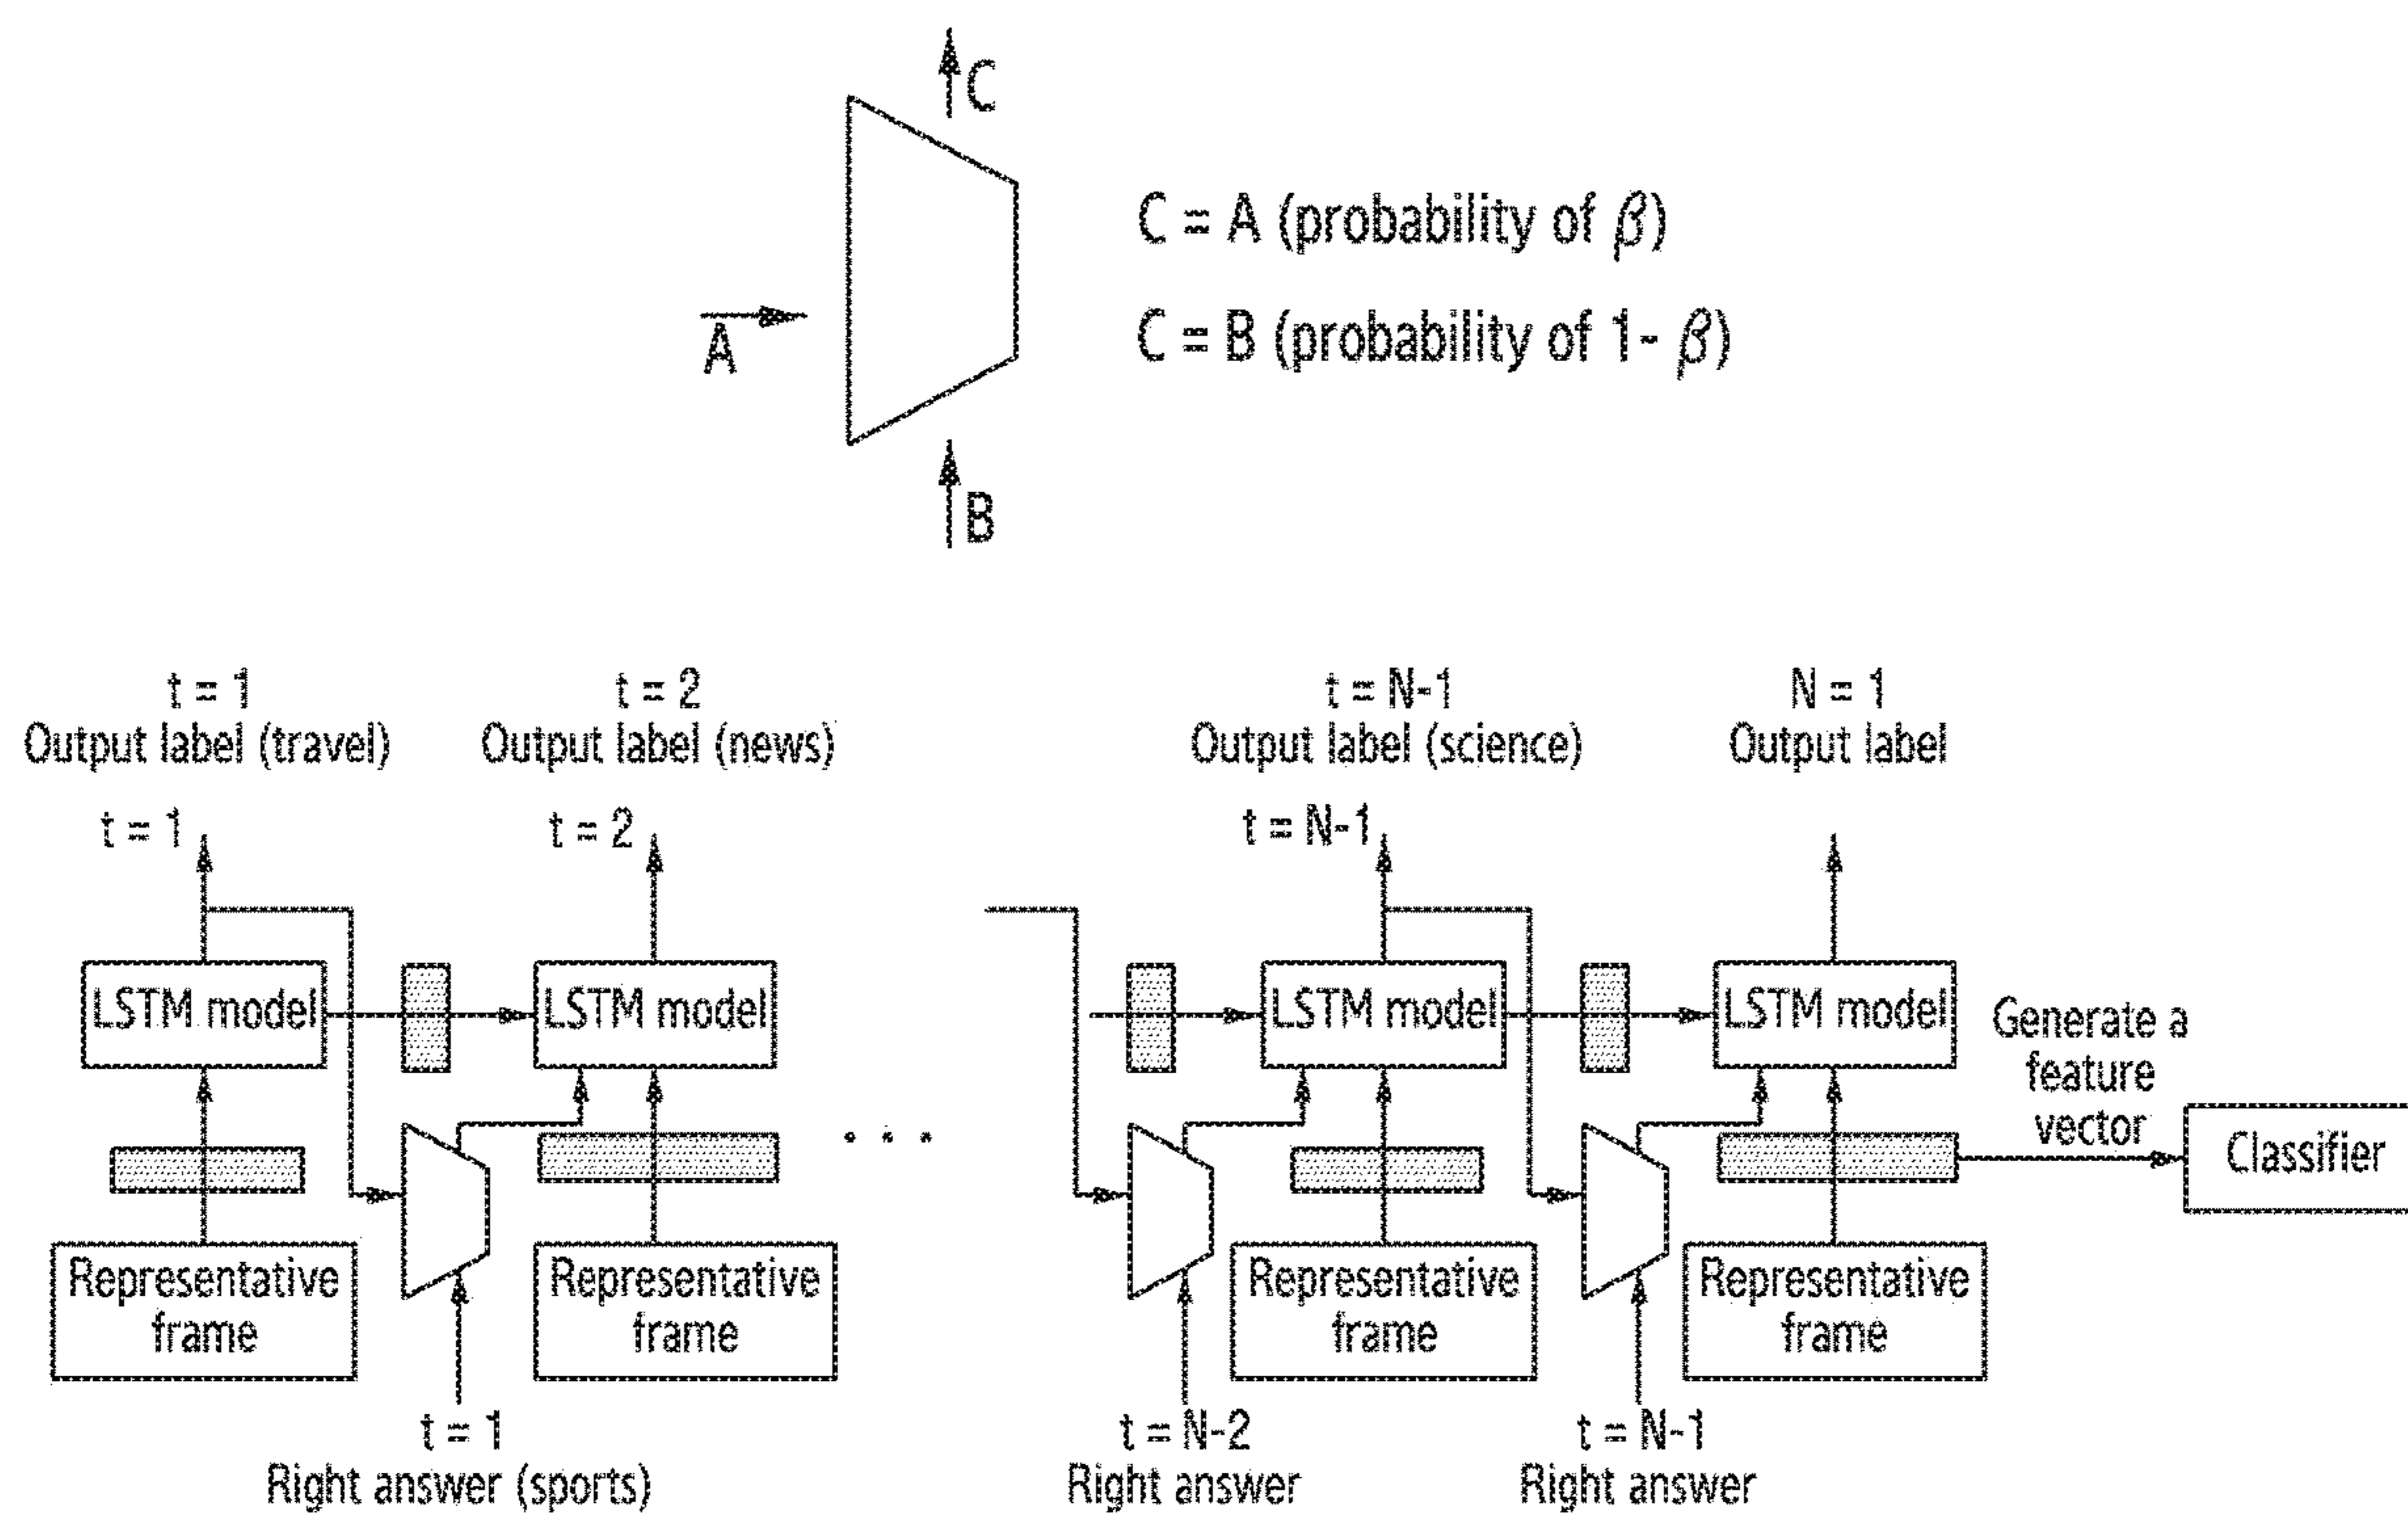 C
C = A (probability of β)
A
C = B (probability of 1- β)
B
t = 1
Output label (travel)
t = 2
Output label (news)
t = N-1
Output label (science)
N = 1
Output label
t = 1
t = 2
t = N-1
LSTM model
LSTM model
LSTM model
LSTM model
Generate a
feature
vector
Classifier
. . .
Representative
frame
Representative
frame
Representative
frame
Representative
frame
t = 1
Right answer (sports)
t = N-2
Right answer
t = N-1
Right answer